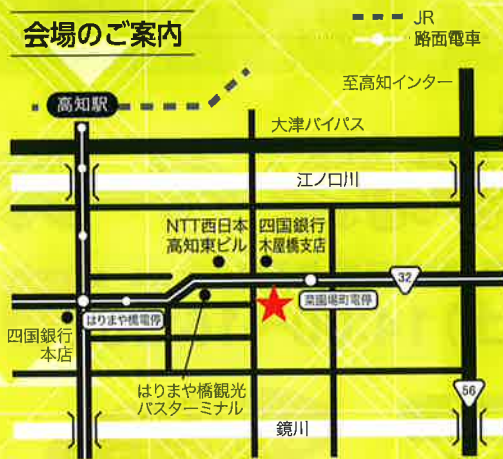 会場のご案内
JR
路面電車
至高知インター
高知駅
大津バイパス
江ノ口川
NTT西日本
高知東ビル
四国銀行
木屋橋支店
32
菜園場町電停
はりまや橋電停
四国銀行
本店
はりまや橋観光
バスターミナル
56
鏡川